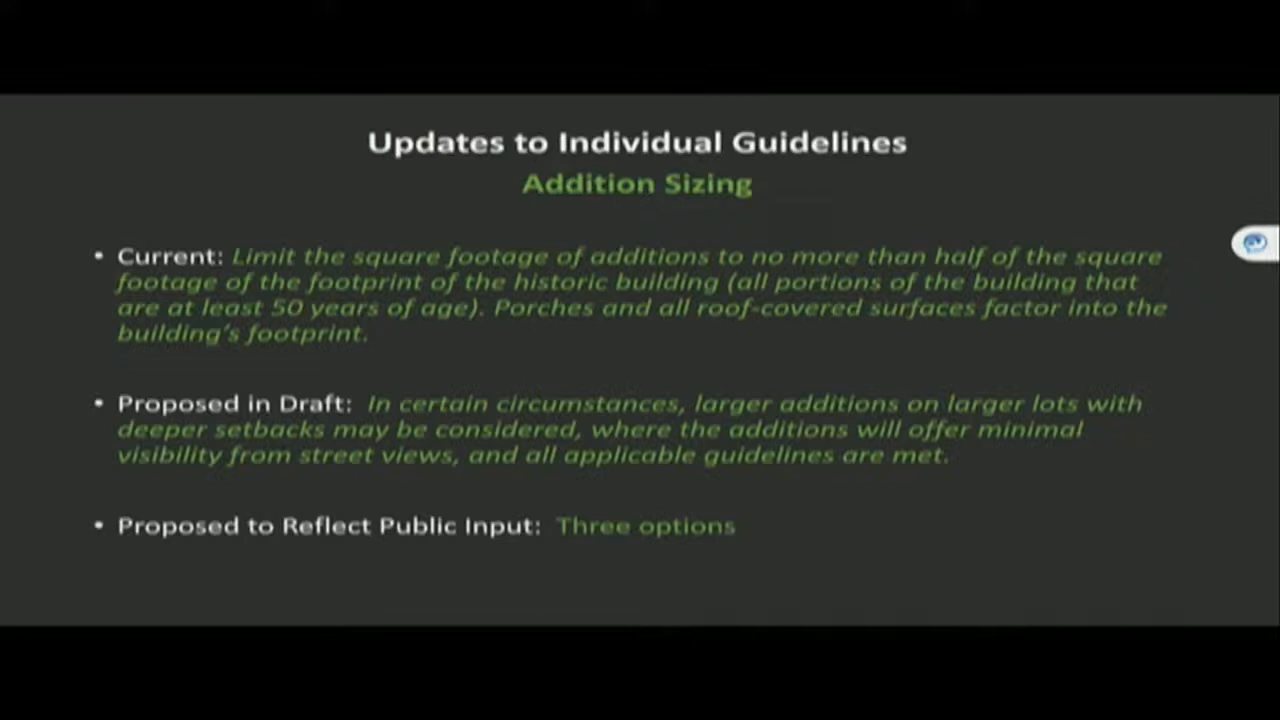 Updates to Individual Guidelines
Addition Sizing
• Current: Limit the square footage of additions to no more than half of the square
footage of the footprint of the historic building (all portions of the building that
are at least 50 years of age). Porches and all roof-covered surfaces factor into the
building's footprint.
• Proposed in Draft: In certain circumstances, larger additions on larger lots with
deeper setbacks may be considered, where the additions will offer minimal
visibility from street views, and all applicable guidelines are met.
• Proposed to Reflect Public Input: Three options